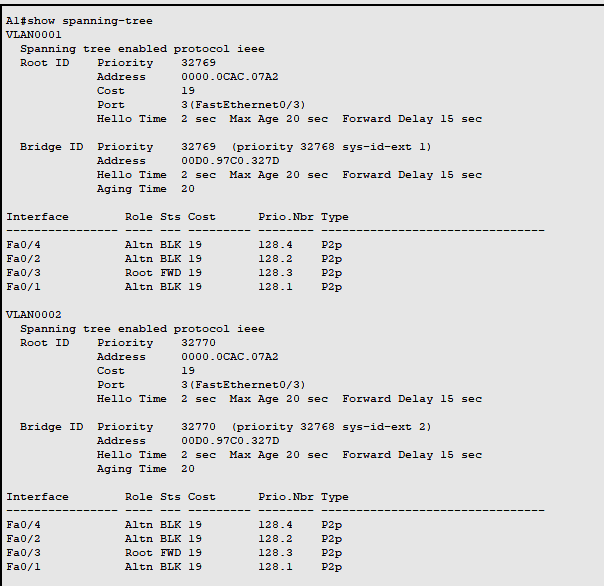 Al#show spanning-tree
VLAN0001
  Spanning tree enabled protocol ieee
  Root ID    Priority    32769
             Address     0000.0CAC.07A2
             Cost        19
             Port        3(FastEthernet0/3)
             Hello Time  2 sec  Max Age 20 sec  Forward Delay 15 sec

  Bridge ID  Priority    32769  (priority 32768 sys-id-ext 1)
             Address     00D0.97C0.327D
             Hello Time  2 sec  Max Age 20 sec  Forward Delay 15 sec
             Aging Time  20

Interface        Role Sts Cost      Prio.Nbr Type
---------------- ---- --- --------- -------- --------------------------------
Fa0/4            Altn BLK 19        128.4    P2p
Fa0/2            Altn BLK 19        128.2    P2p
Fa0/3            Root FWD 19        128.3    P2p
Fa0/1            Altn BLK 19        128.1    P2p

VLAN0002
  Spanning tree enabled protocol ieee
  Root ID    Priority    32770
             Address     0000.0CAC.07A2
             Cost        19
             Port        3(FastEthernet0/3)
             Hello Time  2 sec  Max Age 20 sec  Forward Delay 15 sec

  Bridge ID  Priority    32770  (priority 32768 sys-id-ext 2)
             Address     00D0.97C0.327D
             Hello Time  2 sec  Max Age 20 sec  Forward Delay 15 sec
             Aging Time  20

Interface        Role Sts Cost      Prio.Nbr Type
---------------- ---- --- --------- -------- --------------------------------
Fa0/4            Altn BLK 19        128.4    P2p
Fa0/2            Altn BLK 19        128.2    P2p
Fa0/3            Root FWD 19        128.3    P2p
Fa0/1            Altn BLK 19        128.1    P2p